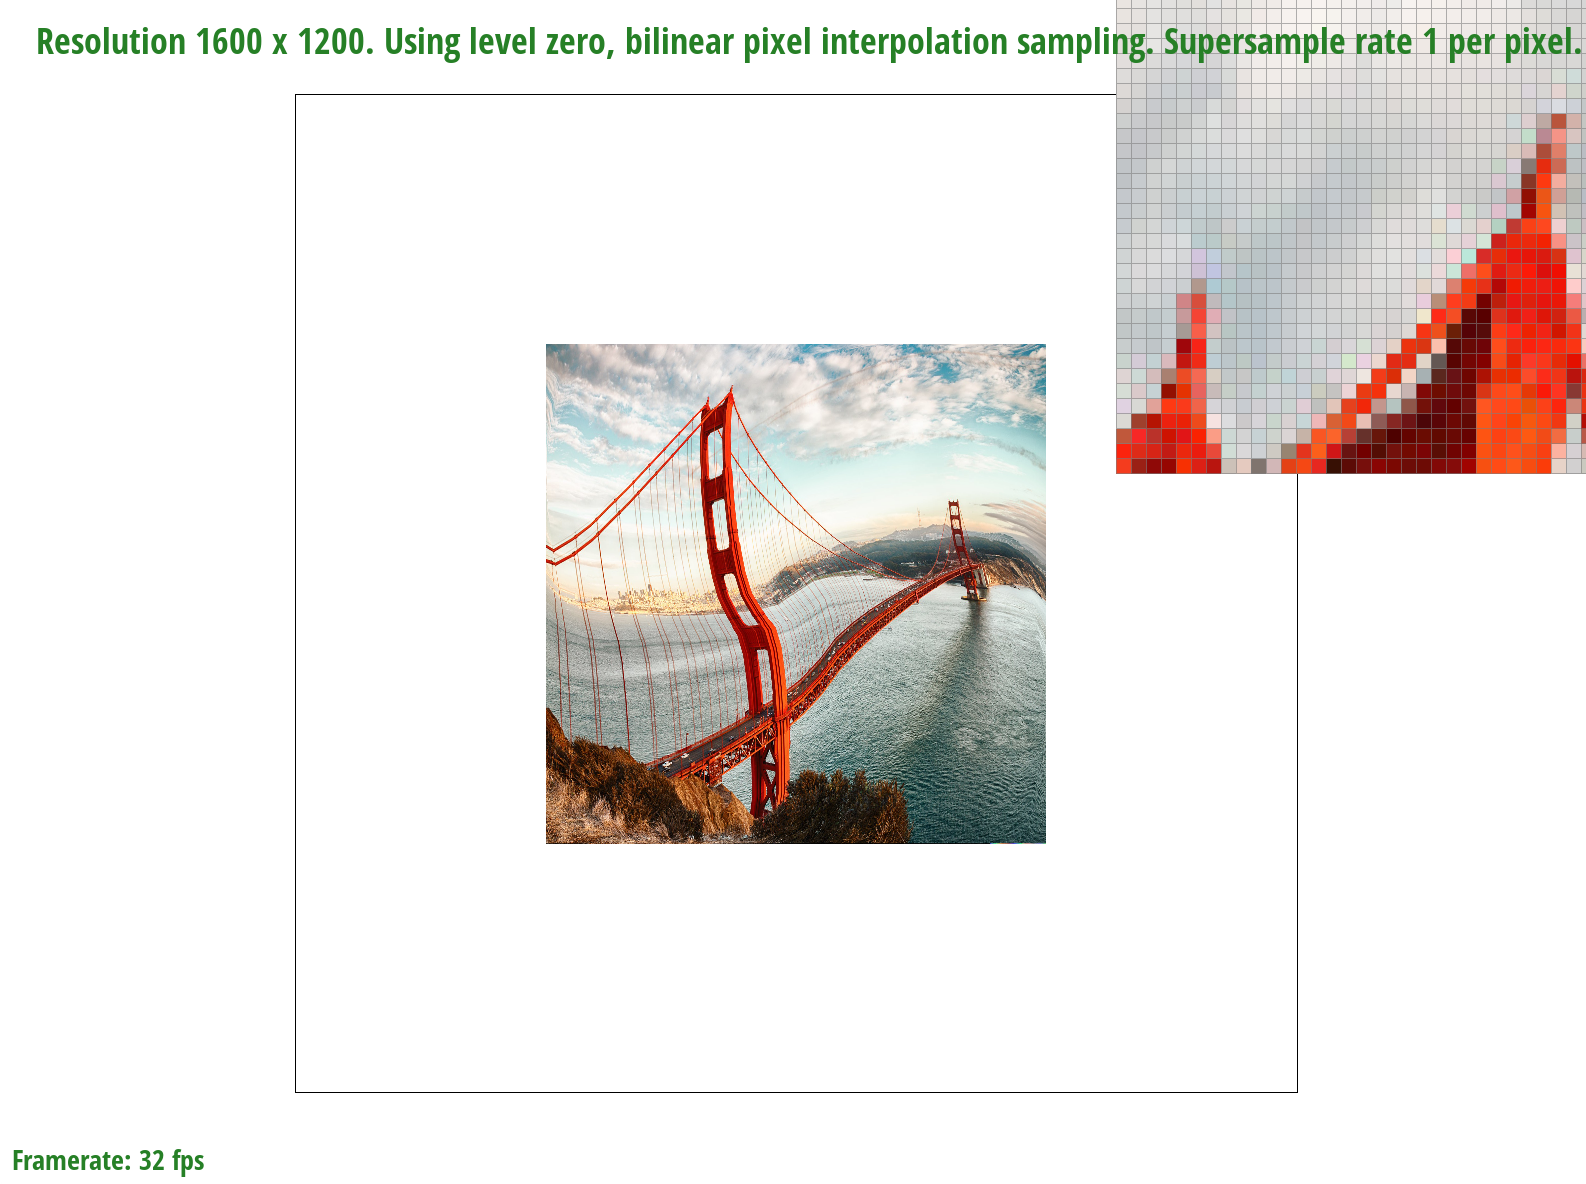 Resolution 1600 x 1200. Using level zero, bilinear pixel interpolation sampling. Supersample rate 1 per pixel.
Framerate: 32 fps